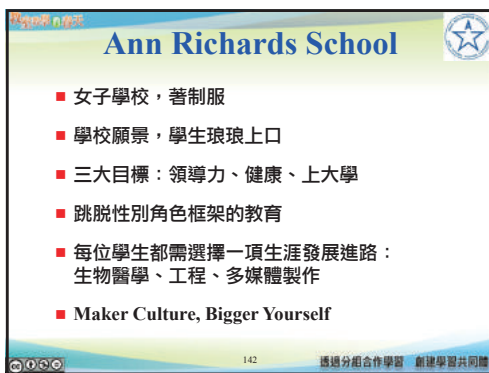 Ann Richards School
■ 女子學校，著制服
■ 學校願景，學生琅琅上口
■ 三大目標：領導力、健康、上大學
■ 跳脫性別角色框架的教育
■ 每位學生都需選擇一項生涯發展進路：
生物醫學、工程、多媒體製作
■ Maker Culture, Bigger Yourself
142
透過分組合作學習 創建學習共同體